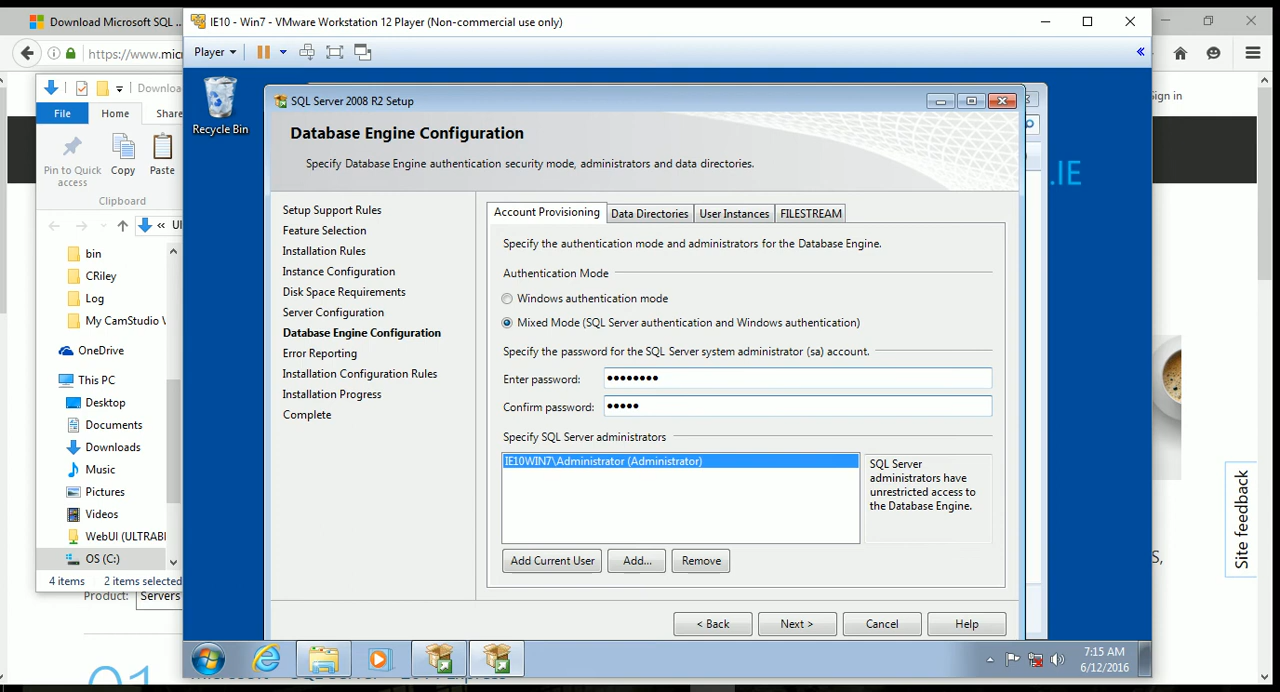 Download Microsoft SQL ...
IE10 - Win7 - VMware Workstation 12 Player (Non-commercial use only)
https://www.mic
Player
Downloa
Sign in
File
Home
Share
Recycle Bin
SQL Server 2008 R2 Setup
Database Engine Configuration
Specify Database Engine authentication security mode, administrators and data directories.
.IE
Pin to Quick
access
Copy
Paste
Clipboard
« Ul
bin
CRiley
Log
My CamStudio V
OneDrive
This PC
Desktop
Documents
Downloads
Music
Pictures
Videos
WebUI (ULTRABI
OS (C:)
4 items
2 items selected
Product:
Servers
Setup Support Rules
Feature Selection
Installation Rules
Instance Configuration
Disk Space Requirements
Server Configuration
Database Engine Configuration
Error Reporting
Installation Configuration Rules
Installation Progress
Complete
Account Provisioning
Data Directories
User Instances
FILESTREAM
Specify the authentication mode and administrators for the Database Engine.
Authentication Mode
Windows authentication mode
Mixed Mode (SQL Server authentication and Windows authentication)
Specify the password for the SQL Server system administrator (sa) account.
Enter password: ●●●●●●●●
Confirm password: ●●●●●
Specify SQL Server administrators
IE10WIN7\Administrator (Administrator)
SQL Server
administrators have
unrestricted access to
the Database Engine.
Add Current User
Add...
Remove
< Back
Next >
Cancel
Help
Site feedback
S,
7:15 AM
6/12/2016
01